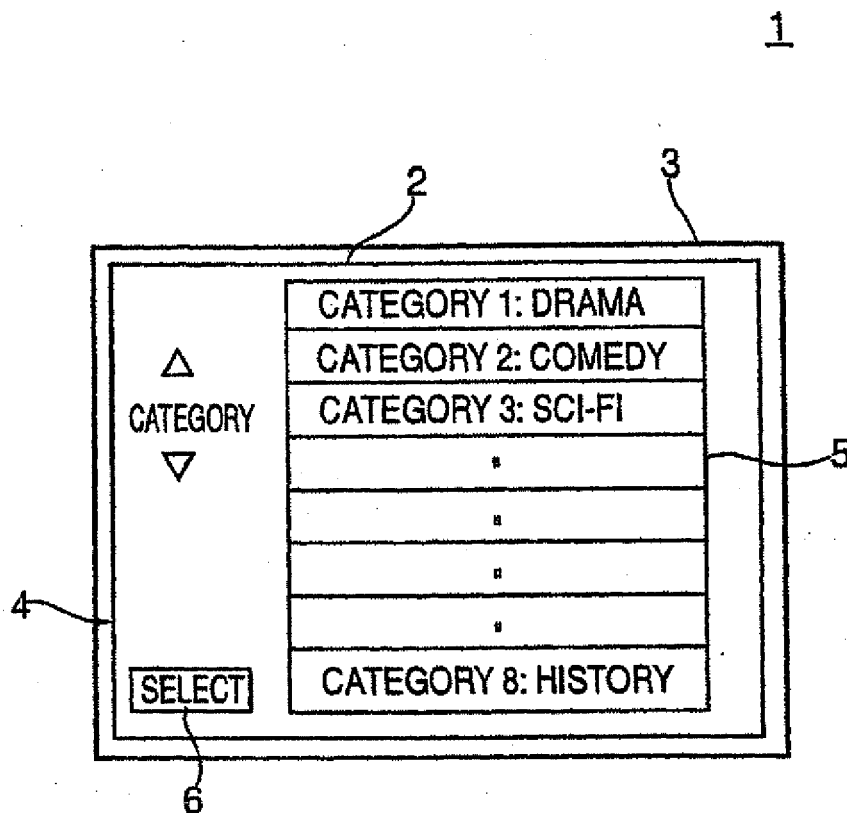 1
2
3
CATEGORY 1: DRAMA
CATEGORY 2: COMEDY
CATEGORY 3: SCI-FI
CATEGORY
5
4
CATEGORY 8: HISTORY
SELECT
6